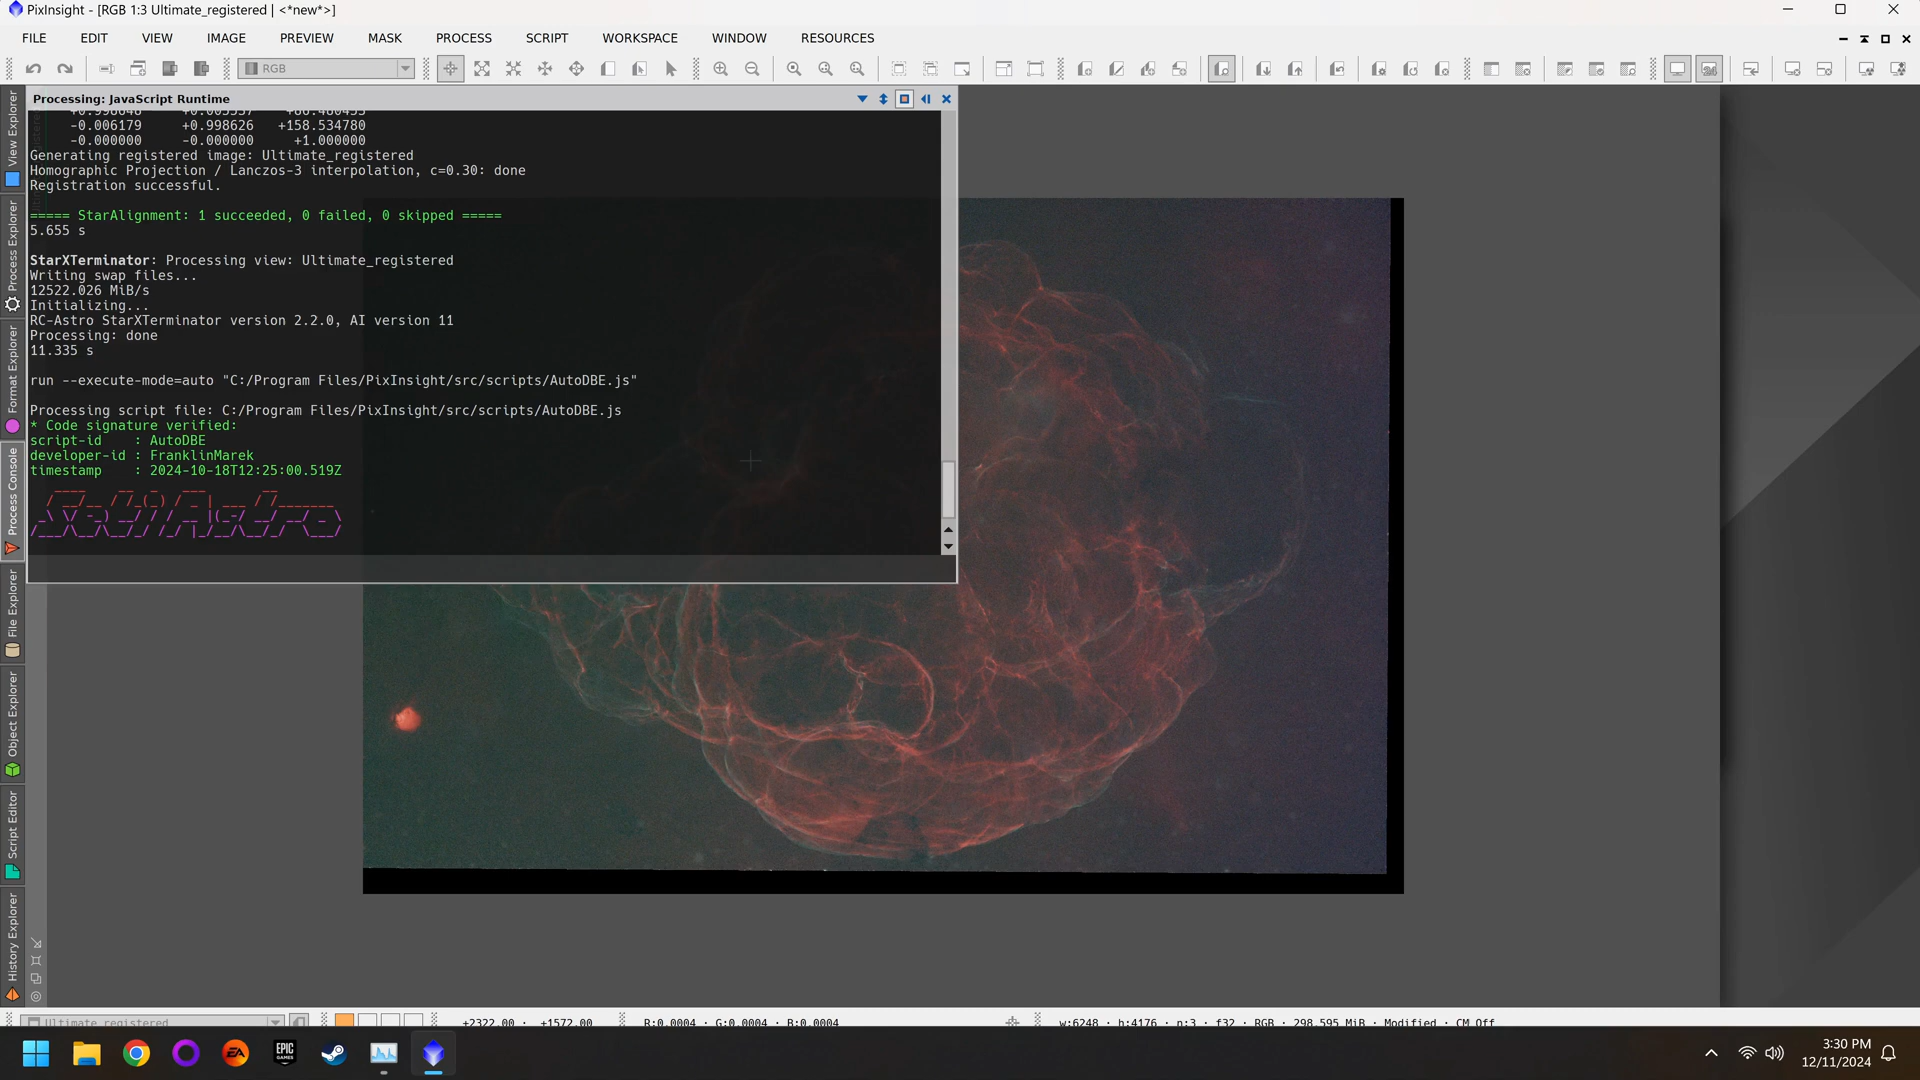 PixInsight - [RGB 1:3 Ultimate_registered | <*new*>]
FILE EDIT VIEW IMAGE PREVIEW MASK PROCESS SCRIPT WORKSPACE WINDOW RESOURCES
RGB
24
Processing: JavaScript Runtime
-0.006179 +0.998626 +158.534780
-0.000000 -0.000000 +1.000000
Generating registered image: Ultimate_registered
Homographic Projection / Lanczos-3 interpolation, c=0.30: done
Registration successful.
===== StarAlignment: 1 succeeded, 0 failed, 0 skipped =====
5.655 s
StarXTerminator: Processing view: Ultimate_registered
Writing swap files...
12522.026 MiB/s
Initializing...
RC-Astro StarXTerminator version 2.2.0, AI version 11
Processing: done
11.335 s
run --execute-mode=auto "C:/Program Files/PixInsight/src/scripts/AutoDBE.js"
Processing script file: C:/Program Files/PixInsight/src/scripts/AutoDBE.js
* Code signature verified:
script-id : AutoDBE
developer-id : FranklinMarek
timestamp : 2024-10-18T12:25:00.519Z
SetiAstro
View Explorer
Process Explorer
Format Explorer
Process Console
File Explorer
Object Explorer
Script Editor
History Explorer
Ultimate_registered
+2322.00 · +1572.00
R:0.0004 · G:0.0004 · B:0.0004
w:6248 · h:4176 · n:3 · f32 · RGB · 298.595 MiB · Modified · CM Off
EA
EPIC
GAMES
3:30 PM
12/11/2024